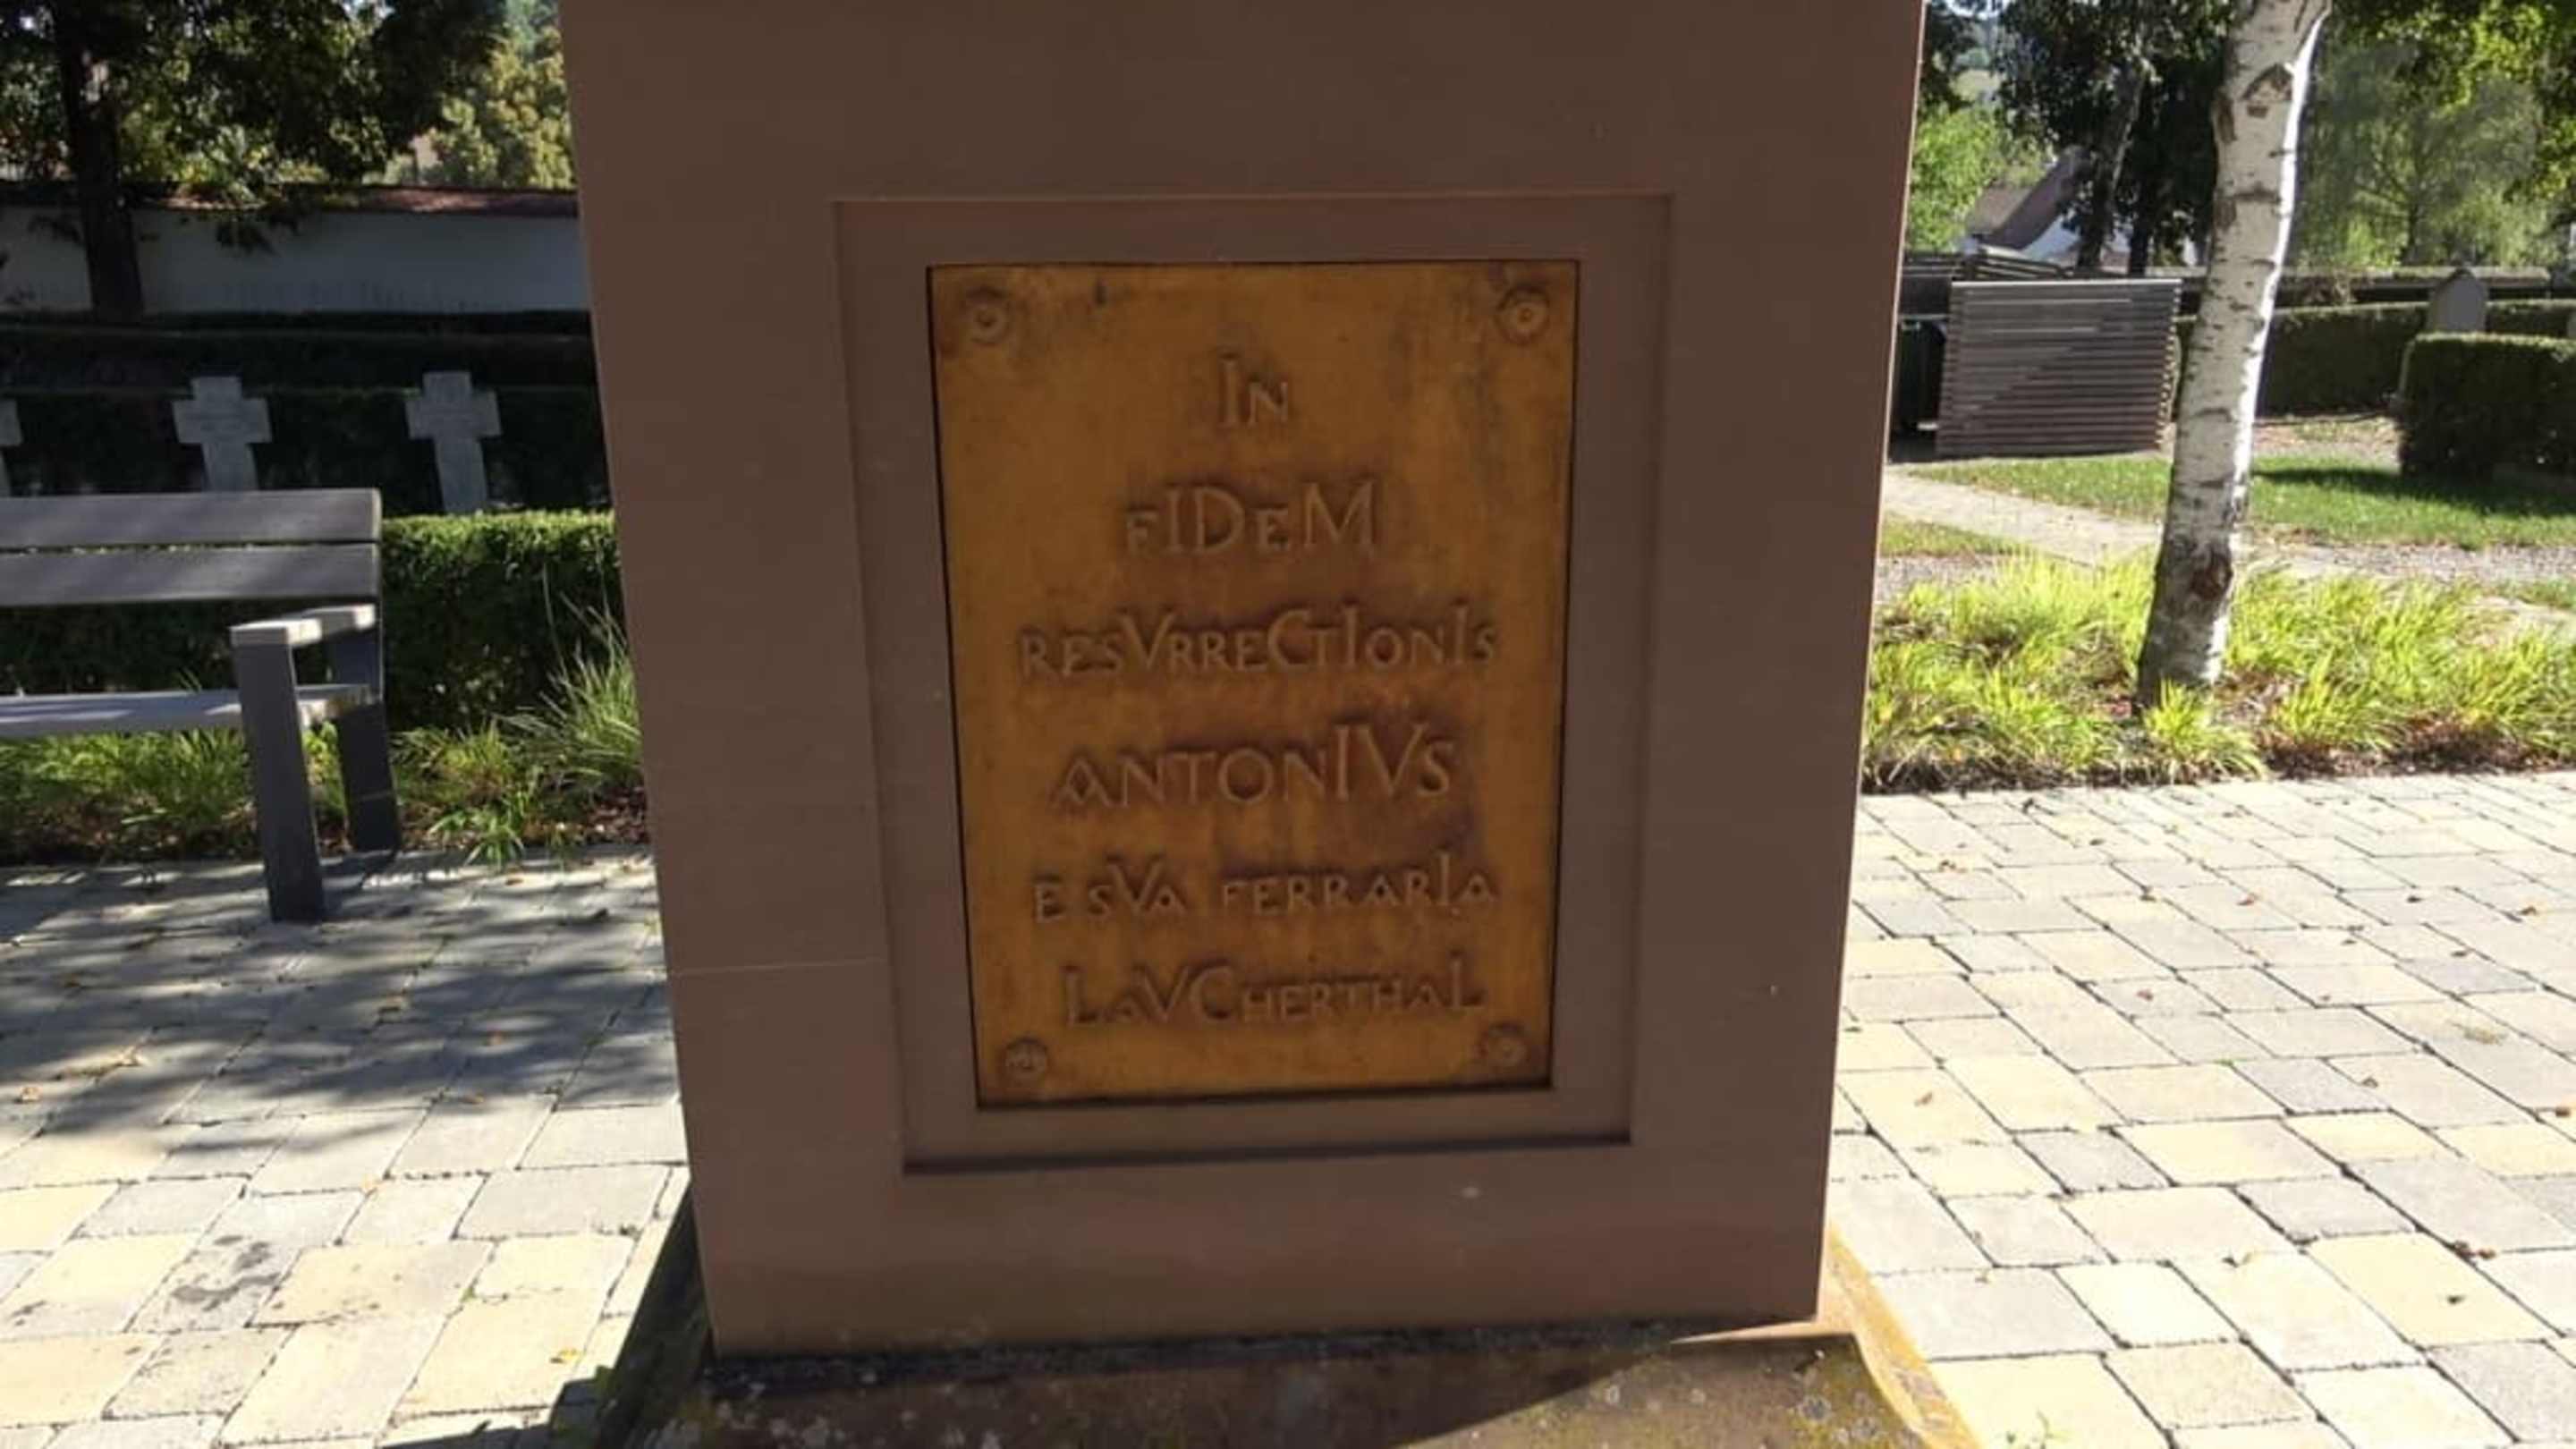 In
fIDeM
resVrreCtIonIs
antonIVs
e sVa ferrarIa
LaVCherthaL